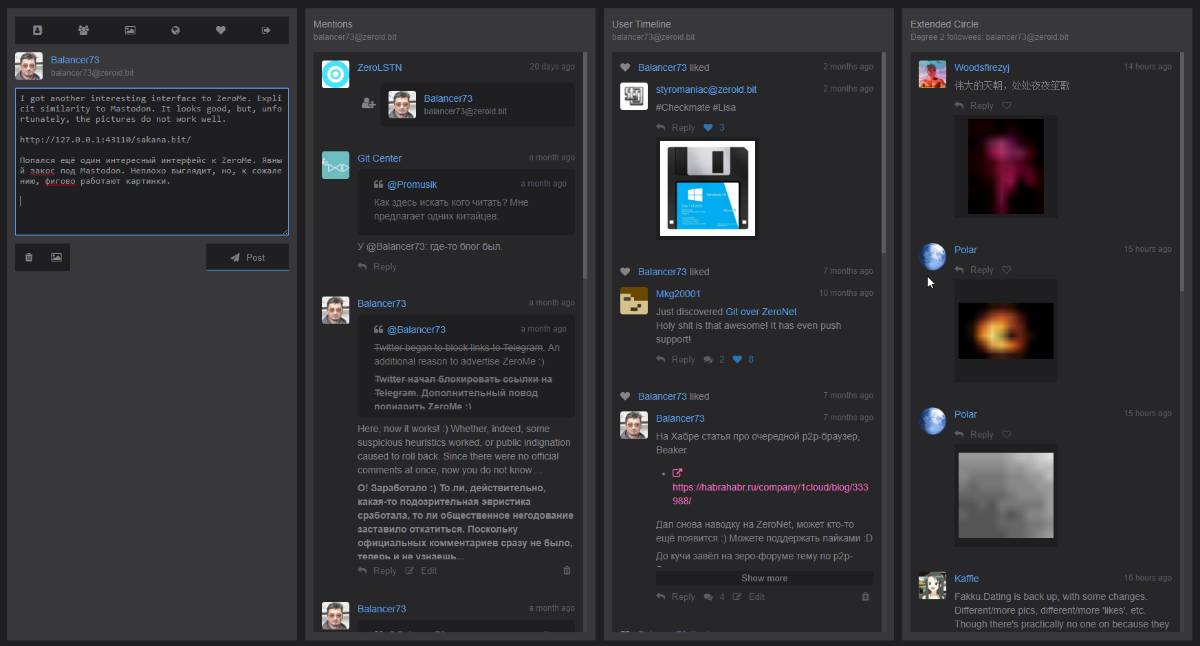 Balancer73
balancer73@zeroid.bit
I got another interesting interface to ZeroMe. Expli
cit similarity to Mastodon. It looks good, but, unfo
rtunately, the pictures do not work well.
http://127.0.0.1:43110/sakana.bit/
Попался ещё один интересный интерфейс к ZeroMe. Явны
й закос под Mastodon. Неплохо выглядит, но, к сожале
нию, фигово работают картинки.
Post
Mentions
balancer73@zeroid.bit
ZeroLSTN
20 days ago
Balancer73
balancer73@zeroid.bit
Git Center
a month ago
@Promusik
a month ago
Как здесь искать кого читать? Мне
предлагает одних китайцев.
У @Balancer73: где-то блог был.
Reply
Balancer73
a month ago
@Balancer73
a month ago
Twitter began to block links to Telegram. An
additional reason to advertise ZeroMe :)
Twitter начал блокировать ссылки на
Telegram. Дополнительный повод
попиарить ZeroMe :)
Here, now it works! :) Whether, indeed, some
suspicious heuristics worked, or public indignation
caused to roll back. Since there were no official
comments at once, now you do not know ...
О! Заработало :) То ли, действительно,
какая-то подозрительная эвристика
сработала, то ли общественное негодование
заставило откатиться. Поскольку
официальных комментариев сразу не было,
теперь и не узнаешь...
Reply Edit
Balancer73
a month ago
User Timeline
balancer73@zeroid.bit
Balancer73 liked
2 months ago
styromaniac@zeroid.bit
2 months ago
#Checkmate #Lisa
Reply 3
Balancer73 liked
7 months ago
Mkg20001
10 months ago
Just discovered Git over ZeroNet
Holy shit is that awesome! It has even push
support!
Reply 2 8
Balancer73 liked
7 months ago
Balancer73
7 months ago
На Хабре статья про очередной p2p-браузер,
Beaker.
https://habrahabr.ru/company/1cloud/blog/333
988/
Дал снова наводку на ZeroNet, может кто-то
ещё появится :) Можете поддержать лайками :D
До кучи завёл на зеро-форуме тему по p2p-
Show more
Reply 4 Edit
Extended Circle
Degree 2 followees: balancer73@zeroid.bit
Woodsfirezyj
14 hours ago
伟大的天朝，处处夜夜笙歌
Reply
Polar
15 hours ago
Reply
Polar
15 hours ago
Reply
Kaffie
16 hours ago
Fakku.Dating is back up, with some changes.
Different/more pics, different/more 'likes', etc.
Though there's practically no one on because they